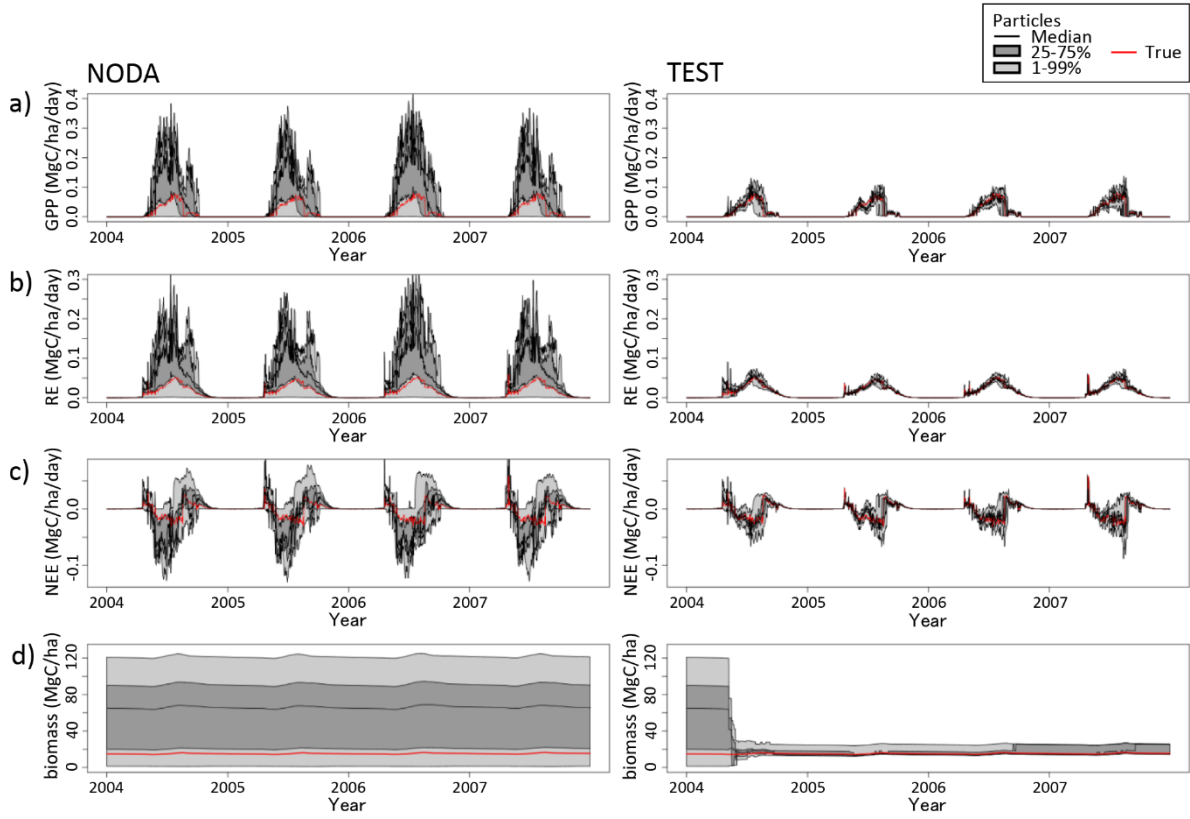 Particles
Median
25-75%
1-99%
True
NODA
TEST
a)
GPP (MgC/ha/day)
0.0 0.1 0.2 0.3 0.4
2004 2005 2006 2007
Year
GPP (MgC/ha/day)
0.0 0.1 0.2 0.3 0.4
2004 2005 2006 2007
Year
b)
RE (MgC/ha/day)
0.0 0.1 0.2 0.3
2004 2005 2006 2007
Year
RE (MgC/ha/day)
0.0 0.1 0.2 0.3
2004 2005 2006 2007
Year
c)
NEE (MgC/ha/day)
-0.1 0.0
2004 2005 2006 2007
Year
NEE (MgC/ha/day)
-0.1 0.0
2004 2005 2006 2007
Year
d)
biomass (MgC/ha)
0 40 80 120
2004 2005 2006 2007
Year
biomass (MgC/ha)
0 40 80 120
2004 2005 2006 2007
Year